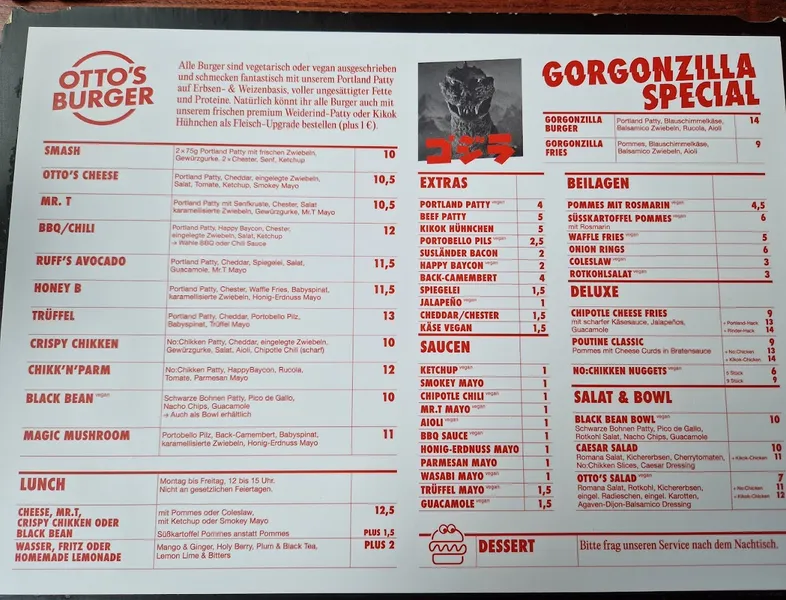 OTTO'S
BURGER
Alle Burger sind vegetarisch oder vegan ausgeschrieben
und schmecken fantastisch mit unserem Portland Patty
auf Erbsen- & Weizenbasis, voller ungesättigter Fette
und Proteine. Natürlich könnt ihr alle Burger auch mit
unserem frischen premium Weiderind-Patty oder Kikok
Hühnchen als Fleisch-Upgrade bestellen (plus 1 €).
SMASH 2 x 75g Portland Patty mit frischen Zwiebeln, 10
Gewürzgurke. 2 x Chester, Senf, Ketchup
OTTO'S CHEESE Portland Patty, Cheddar, eingelegte Zwiebeln, 10,5
Salat, Tomate, Ketchup, Smokey Mayo
MR. T Portland Patty mit Senfkruste, Chester, Salat 10,5
karamellisierte Zwiebeln, Gewürzgurke, Mr.T Mayo
BBQ/CHILI Portland Patty, Happy Baycon, Chester, 12
eingelegte Zwiebeln, Salat, Ketchup
→ Wähle BBQ oder Chili Sauce
RUFF'S AVOCADO Portland Patty, Cheddar, Spiegelei, Salat, 11,5
Guacamole, Mr.T Mayo
HONEY B Portland Patty, Chester, Waffle Fries, Babyspinat, 11,5
karamellisierte Zwiebeln, Honig-Erdnuss Mayo
TRÜFFEL Portland Patty, Cheddar, Portobello Pilz, 13
Babyspinat, Trüffel Mayo
CRISPY CHIKKEN No:Chikken Patty, Cheddar, eingelegte Zwiebeln, 10
Gewürzgurke, Salat, Aioli, Chipotle Chili (scharf)
CHIKK'N'PARM No:Chikken Patty, HappyBaycon, Rucola, 12
Tomate, Parmesan Mayo
BLACK BEAN vegan Schwarze Bohnen Patty, Pico de Gallo, 10
Nacho Chips, Guacamole
→ Auch als Bowl erhältlich
MAGIC MUSHROOM Portobello Pilz, Back-Camembert, Babyspinat, 11
karamellisierte Zwiebeln, Honig-Erdnuss Mayo
LUNCH Montag bis Freitag, 12 bis 15 Uhr.
Nicht an gesetzlichen Feiertagen.
CHEESE, MR.T, mit Pommes oder Coleslaw, 12,5
CRISPY CHIKKEN ODER mit Ketchup oder Smokey Mayo
BLACK BEAN Süßkartoffel Pommes anstatt Pommes PLUS 1,5
WASSER, FRITZ ODER Mango & Ginger, Holy Berry, Plum & Black Tea, PLUS 2
HOMEMADE LEMONADE Lemon Lime & Bitters
ゴジラ
GORGONZILLA
SPECIAL
GORGONZILLA Portland Patty, Blauschimmelkäse, 14
BURGER Balsamico Zwiebeln, Rucola, Aioli
GORGONZILLA Pommes, Blauschimmelkäse, 9
FRIES Balsamico Zwiebeln, Aioli
EXTRAS
PORTLAND PATTY vegan 4
BEEF PATTY 5
KIKOK HÜHNCHEN 5
PORTOBELLO PILS vegan 2,5
SUSLÄNDER BACON 2
HAPPY BAYCON vegan 2
BACK-CAMEMBERT 4
SPIEGELEI 1,5
JALAPEÑO vegan 1
CHEDDAR/CHESTER 1,5
KÄSE VEGAN 1,5
SAUCEN
KETCHUP vegan 1
SMOKEY MAYO 1
CHIPOTLE CHILI vegan 1
MR.T MAYO vegan 1
AIOLI vegan 1
BBQ SAUCE vegan 1
HONIG-ERDNUSS MAYO 1
PARMESAN MAYO 1
WASABI MAYO vegan 1
TRÜFFEL MAYO vegan 1,5
GUACAMOLE vegan 1,5
BEILAGEN
POMMES MIT ROSMARIN vegan 4,5
SÜSSKARTOFFEL POMMES vegan 6
mit Rosmarin
WAFFLE FRIES vegan 5
ONION RINGS 6
COLESLAW vegan 3
ROTKOHLSALAT vegan 3
DELUXE
CHIPOTLE CHEESE FRIES 9
mit scharfer Käsesauce, Jalapeños, + Portland-Hack 13
Guacamole + Rinder-Hack 14
POUTINE CLASSIC 9
Pommes mit Cheese Curds in Bratensauce + No:Chicken 13
+ Kikok-Chicken 14
NO:CHIKKEN NUGGETS vegan 5 Stück 6
9 Stück 9
SALAT & BOWL
BLACK BEAN BOWL vegan 10
Schwarze Bohnen Patty, Pico de Gallo,
Rotkohl Salat, Nacho Chips, Guacamole
CAESAR SALAD 10
Romana Salat, Kichererbsen, Cherrytomaten, + Kikok-Chicken 11
No:Chicken Slices, Caesar Dressing
OTTO'S SALAD vegan 7
Romana Salat, Rotkohl, Kichererbsen, + No:Chicken 11
eingel. Radieschen, eingel. Karotten, + Kikok-Chicken 12
Agaven-Dijon-Balsamico Dressing
DESSERT Bitte frag unseren Service nach dem Nachtisch.